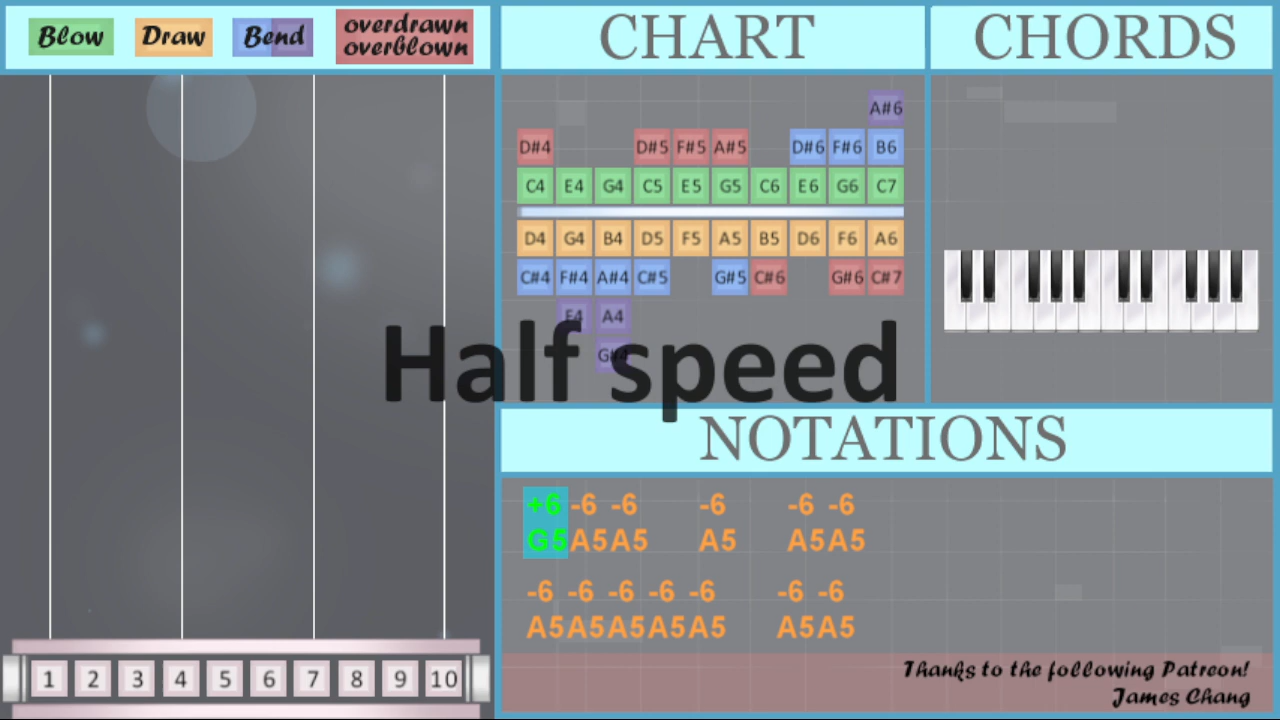 Blow Draw Bend overdrawn
overblown
CHART
CHORDS
A#6
D#4 D#5 F#5 A#5 D#6 F#6 B6
C4 E4 G4 C5 E5 G5 C6 E6 G6 C7
D4 G4 B4 D5 F5 A5 B5 D6 F6 A6
C#4 F#4 A#4 C#5 G#5 C#6 G#6 C#7
E4 A4
G#4
Half speed
NOTATIONS
+6 -6 -6 -6 -6 -6
G5 A5 A5 A5 A5 A5
-6 -6 -6 -6 -6 -6 -6
A5 A5 A5 A5 A5 A5 A5
Thanks to the following Patreon!
James Chang
1 2 3 4 5 6 7 8 9 10